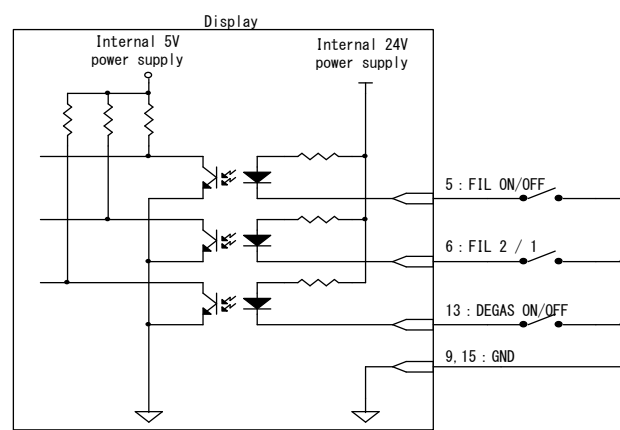 Display
Internal 5V
power supply
Internal 24V
power supply
5 : FIL ON/OFF
6 : FIL 2 / 1
13 : DEGAS ON/OFF
9, 15 : GND